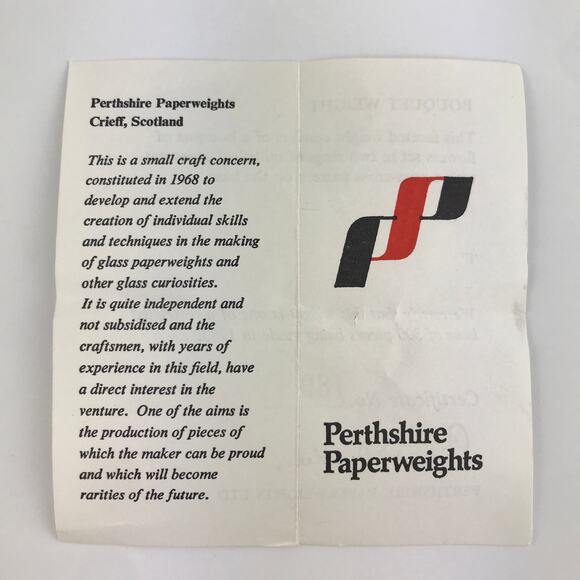 Perthshire Paperweights
Crieff, Scotland
This is a small craft concern,
constituted in 1968 to
develop and extend the
creation of individual skills
and techniques in the making
of glass paperweights and
other glass curiosities.
It is quite independent and
not subsidised and the
craftsmen, with years of
experience in this field, have
a direct interest in the
venture. One of the aims is
the production of pieces of
which the maker can be proud
and which will become
rarities of the future.
Perthshire
Paperweights
BOUQUET WEIGHT
Certificate No.